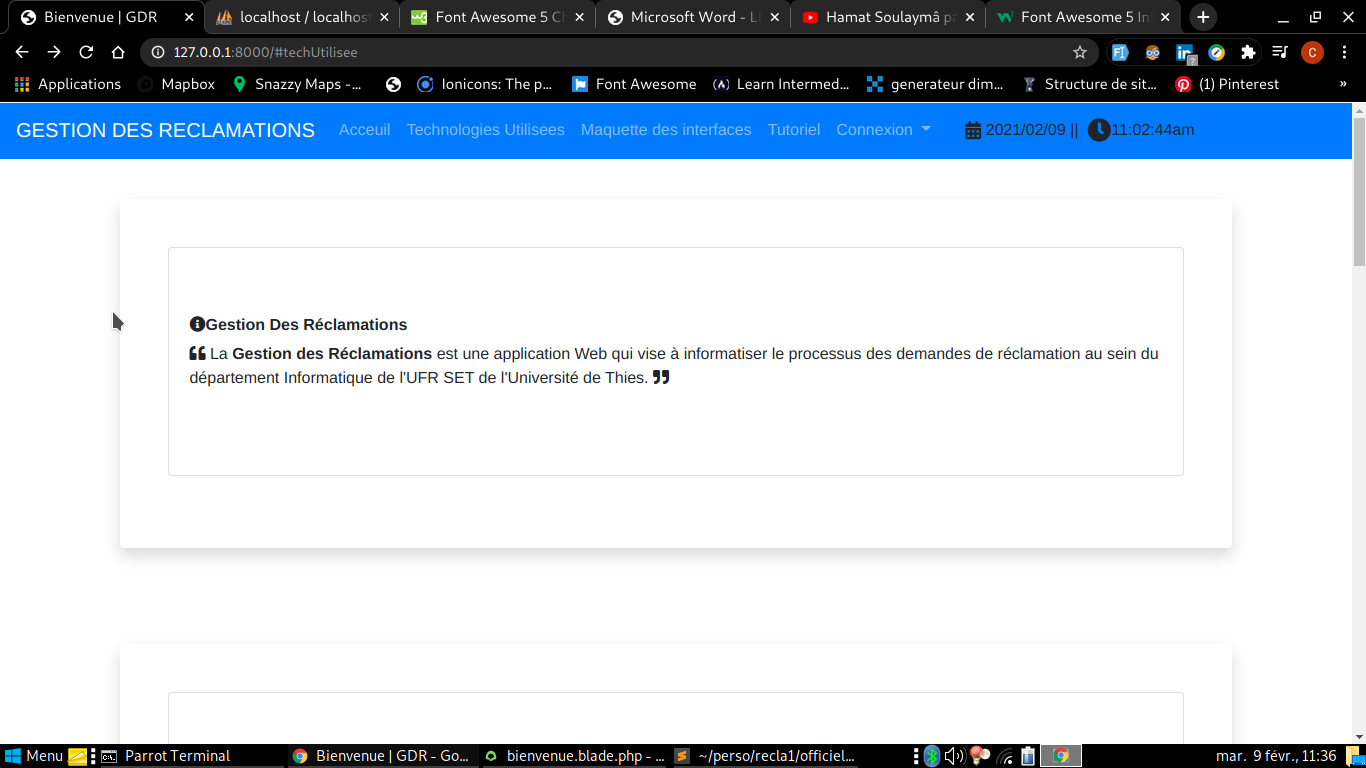 Bienvenue | GDR
localhost / localhos
Font Awesome 5 C
Microsoft Word - L
Hamat Soulaymâ pa
Font Awesome 5 In
127.0.0.1:8000/#techUtilisee
C
Applications
Mapbox
Snazzy Maps -...
Ionicons: The p...
Font Awesome
Learn Intermed...
generateur dim...
Structure de sit...
(1) Pinterest
»
GESTION DES RECLAMATIONS
Acceuil
Technologies Utilisees
Maquette des interfaces
Tutoriel
Connexion
2021/02/09 ||
11:02:44am
Gestion Des Réclamations
La Gestion des Réclamations est une application Web qui vise à informatiser le processus des demandes de réclamation au sein du
département Informatique de l'UFR SET de l'Université de Thies.
Menu
Parrot Terminal
Bienvenue | GDR - Go...
bienvenue.blade.php - ...
~/perso/recla1/officiel...
mar. 9 févr., 11:36